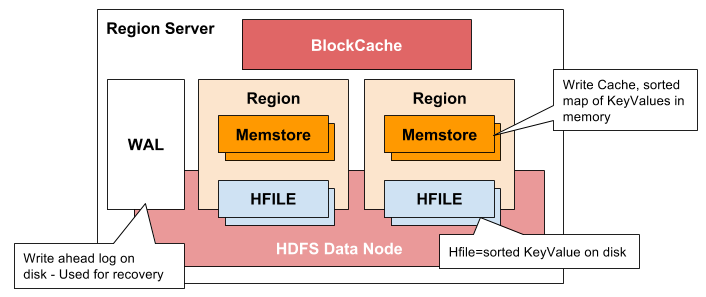 Region Server
BlockCache
Write Cache, sorted
map of KeyValues in
memory
Region
Region
Memstore
Memstore
WAL
HFILE
HFILE
Write ahead log on
disk - Used for recovery
HDFS Data Node
Hfile=sorted KeyValue on disk